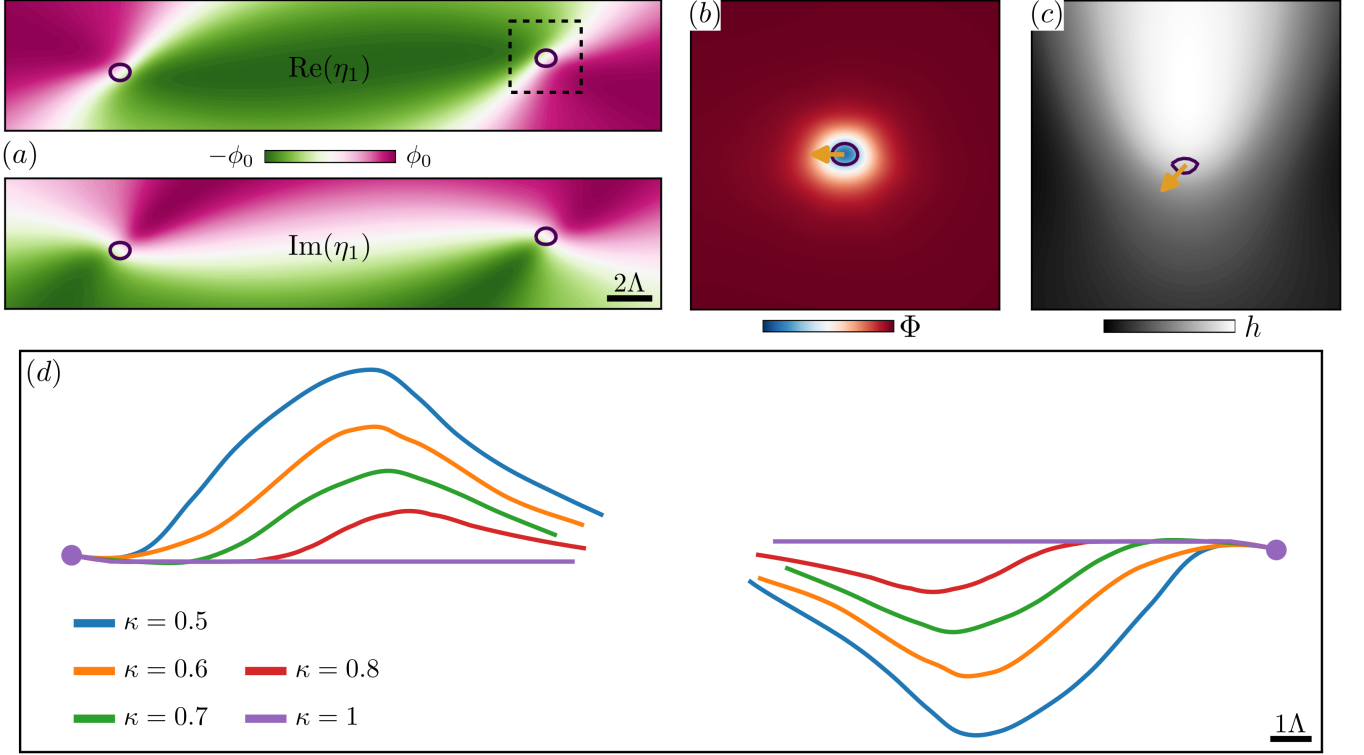 Re(η₁)
(a)
−ϕ₀
ϕ₀
Im(η₁)
2Λ
(b)
Φ
(c)
h
(d)
κ = 0.5
κ = 0.6
κ = 0.8
κ = 0.7
κ = 1
1Λ